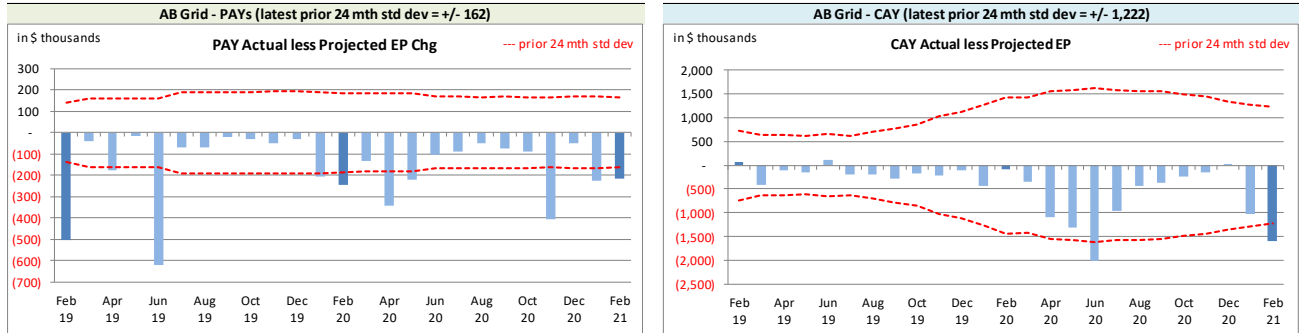 AB Grid - PAYs (latest prior 24 mth std dev = +/- 162)
in $ thousands
PAY Actual less Projected EP Chg
--- prior 24 mth std dev
300
200
100
-
(100)
(200)
(300)
(400)
(500)
(600)
(700)
Feb 19 Apr 19 Jun 19 Aug 19 Oct 19 Dec 19 Feb 20 Apr 20 Jun 20 Aug 20 Oct 20 Dec 20 Feb 21
AB Grid - CAY (latest prior 24 mth std dev = +/- 1,222)
in $ thousands
CAY Actual less Projected EP
--- prior 24 mth std dev
2,000
1,500
1,000
500
-
(500)
(1,000)
(1,500)
(2,000)
(2,500)
Feb 19 Apr 19 Jun 19 Aug 19 Oct 19 Dec 19 Feb 20 Apr 20 Jun 20 Aug 20 Oct 20 Dec 20 Feb 21